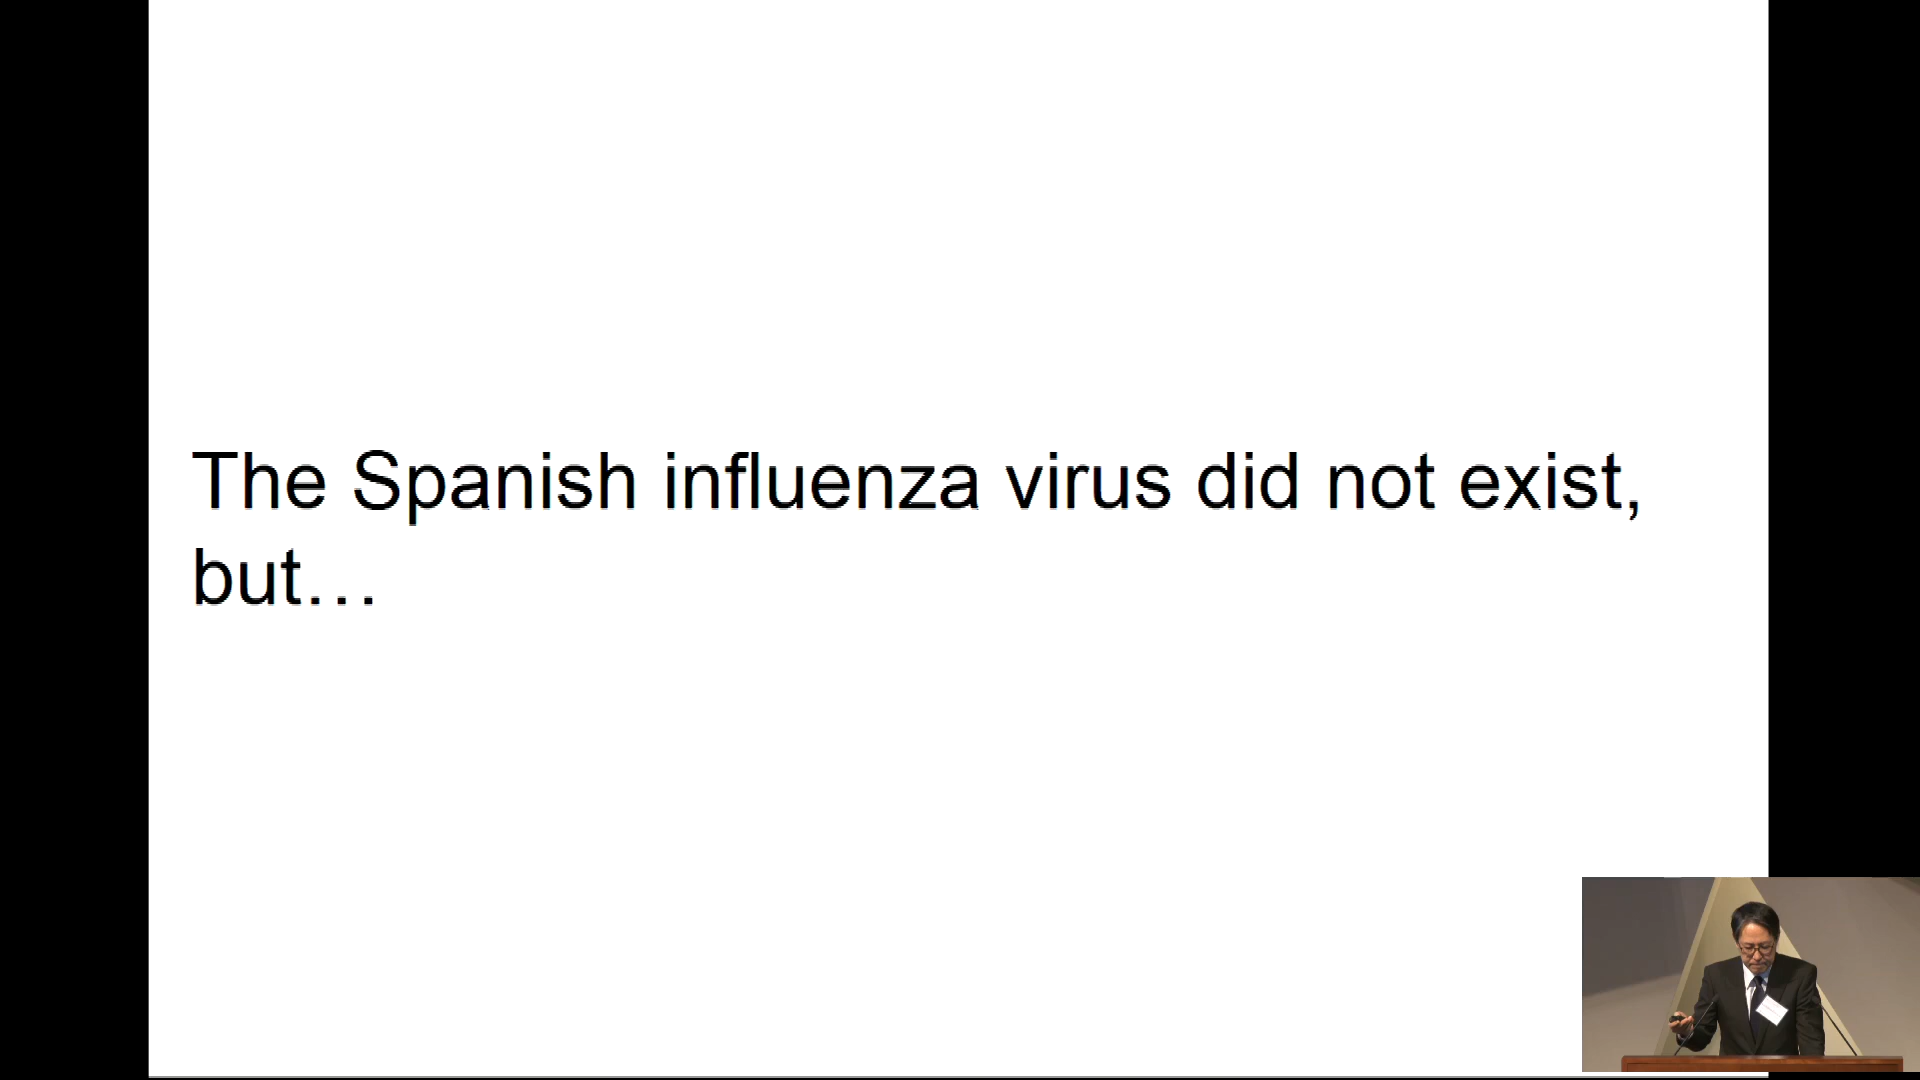 The Spanish influenza virus did not exist,
but…